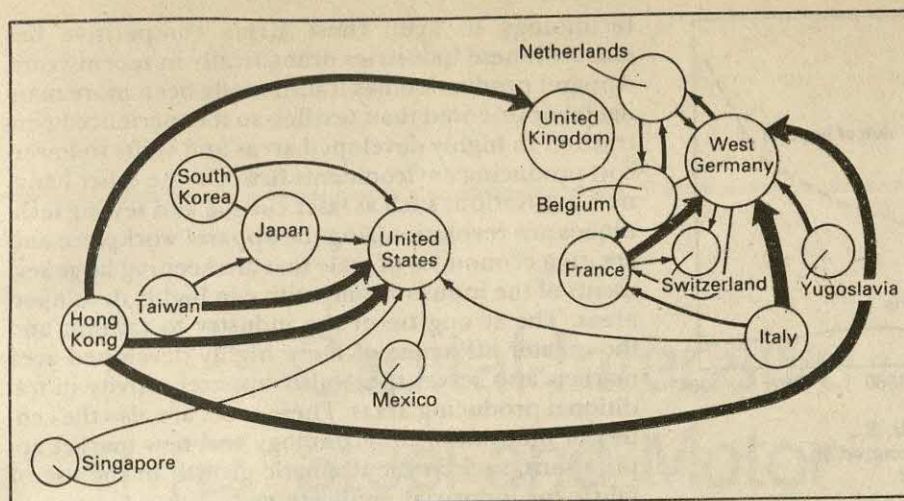 Netherlands
United
Kingdom
West
Germany
South
Korea
Japan
United
States
Belgium
France
Switzerland
Yugoslavia
Taiwan
Hong
Kong
Italy
Mexico
Singapore